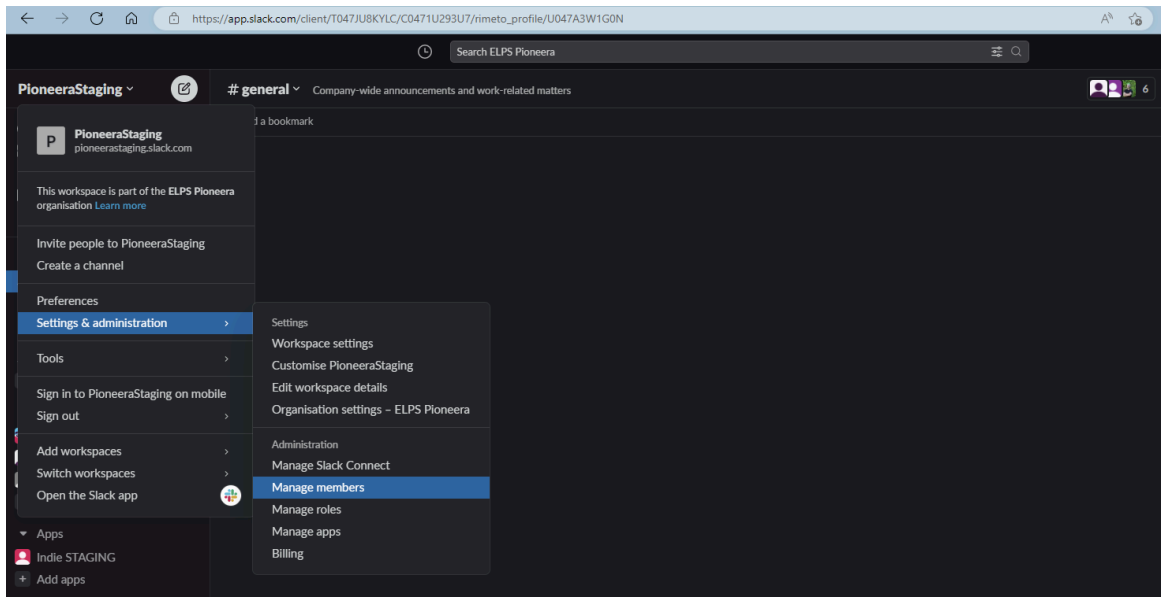 https://app.slack.com/client/T047JU8KYLC/C0471U293U7/rimeto_profile/U047A3W1G0N
Search ELPS Pioneera
PioneeraStaging
# general
Company-wide announcements and work-related matters
6
d a bookmark
P
PioneeraStaging
pioneerastaging.slack.com
This workspace is part of the ELPS Pioneera
organisation Learn more
Invite people to PioneeraStaging
Create a channel
Preferences
Settings & administration
Tools
Sign in to PioneeraStaging on mobile
Sign out
Add workspaces
Switch workspaces
Open the Slack app
Settings
Workspace settings
Customise PioneeraStaging
Edit workspace details
Organisation settings – ELPS Pioneera
Administration
Manage Slack Connect
Manage members
Manage roles
Manage apps
Billing
Apps
Indie STAGING
+ Add apps